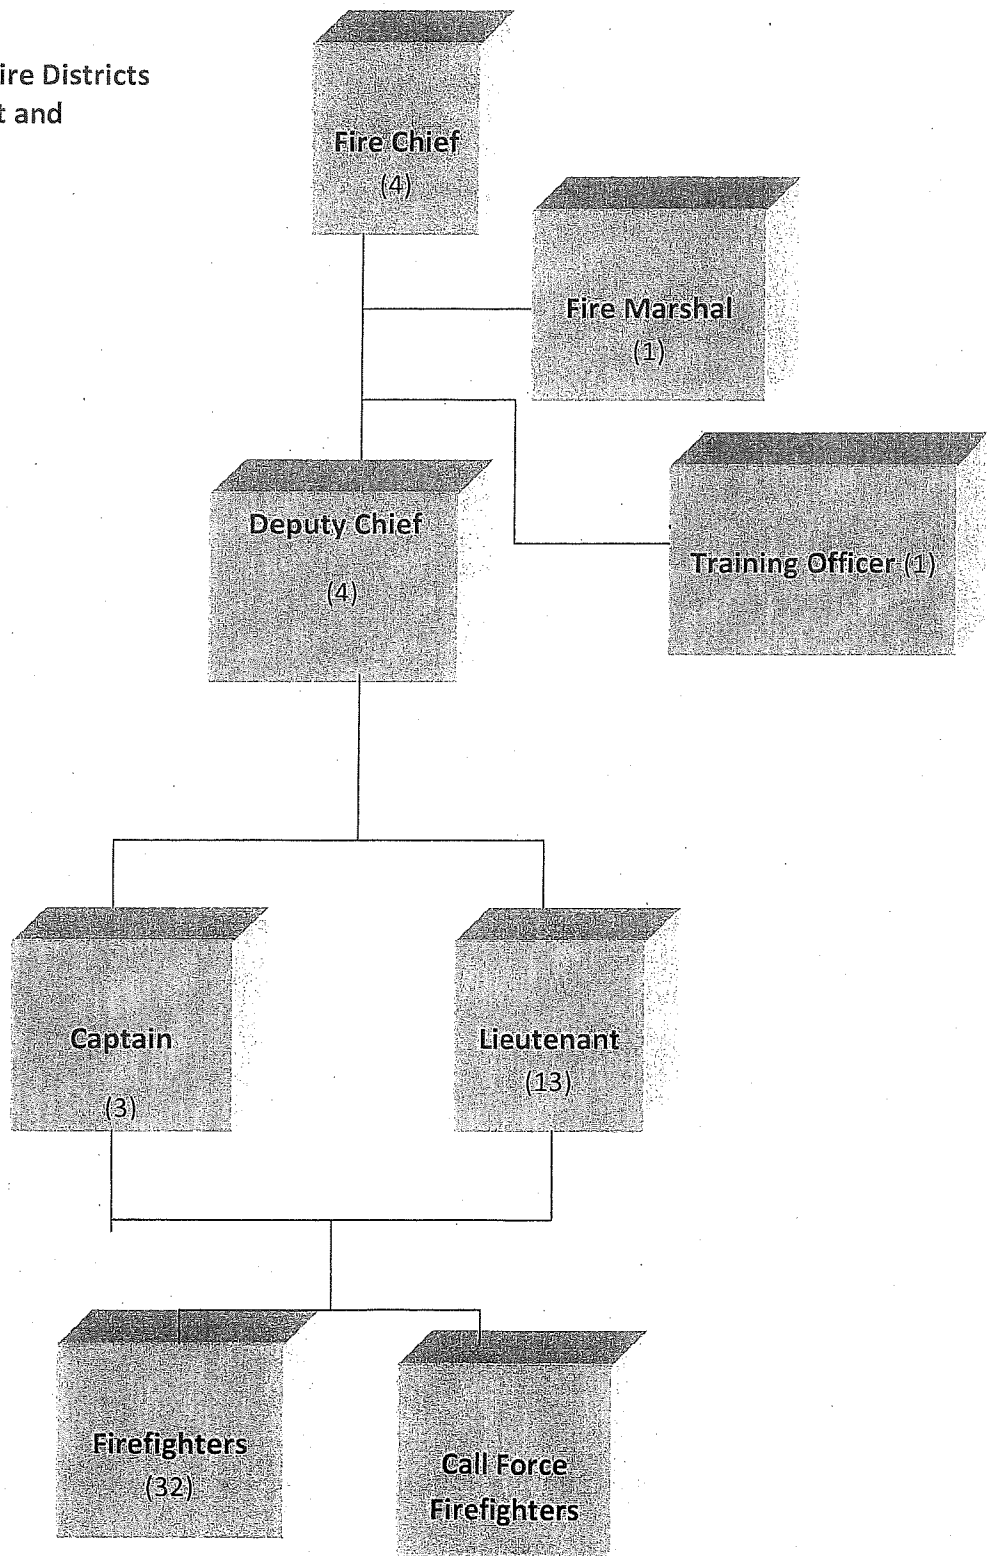 ire Districts
t and
Fire Chief
(4)
Fire Marshal
(1)
Deputy Chief
(4)
Training Officer (1)
Captain
(3)
Lieutenant
(13)
Firefighters
(32)
Call Force
Firefighters